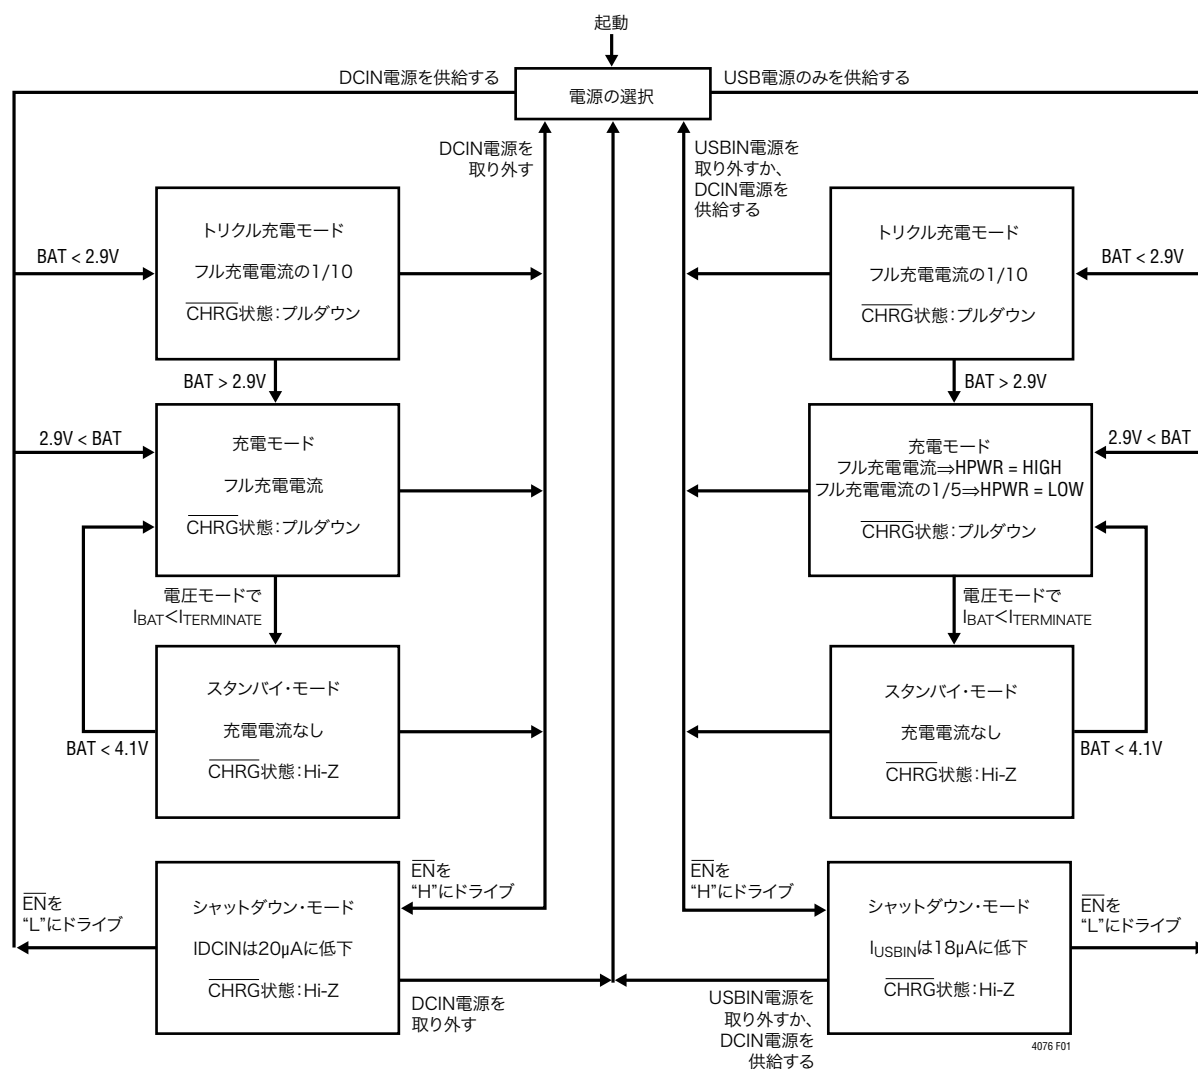 起動
DCIN電源を供給する
電源の選択
USB電源のみを供給する
DCIN電源を
取り外す
USBIN電源を
取り外すか、
DCIN電源を
供給する
BAT < 2.9V
トリクル充電モード
フル充電電流の1/10
CHRG状態：プルダウン
BAT > 2.9V
2.9V < BAT
充電モード
フル充電電流
CHRG状態：プルダウン
電圧モードで
IBAT<ITERMINATE
スタンバイ・モード
充電電流なし
CHRG状態：Hi-Z
BAT < 4.1V
ENを
“H”にドライブ
ENを
“L”にドライブ
シャットダウン・モード
IDCINは20μAに低下
CHRG状態：Hi-Z
DCIN電源を
取り外す
トリクル充電モード
フル充電電流の1/10
CHRG状態：プルダウン
BAT < 2.9V
BAT > 2.9V
充電モード
フル充電電流⇒HPWR = HIGH
フル充電電流の1/5⇒HPWR = LOW
CHRG状態：プルダウン
2.9V < BAT
電圧モードで
IBAT<ITERMINATE
スタンバイ・モード
充電電流なし
CHRG状態：Hi-Z
BAT < 4.1V
ENを
“H”にドライブ
シャットダウン・モード
IUSBINは18μAに低下
CHRG状態：Hi-Z
ENを
“L”にドライブ
USBIN電源を
取り外すか、
DCIN電源を
供給する
4076 F01